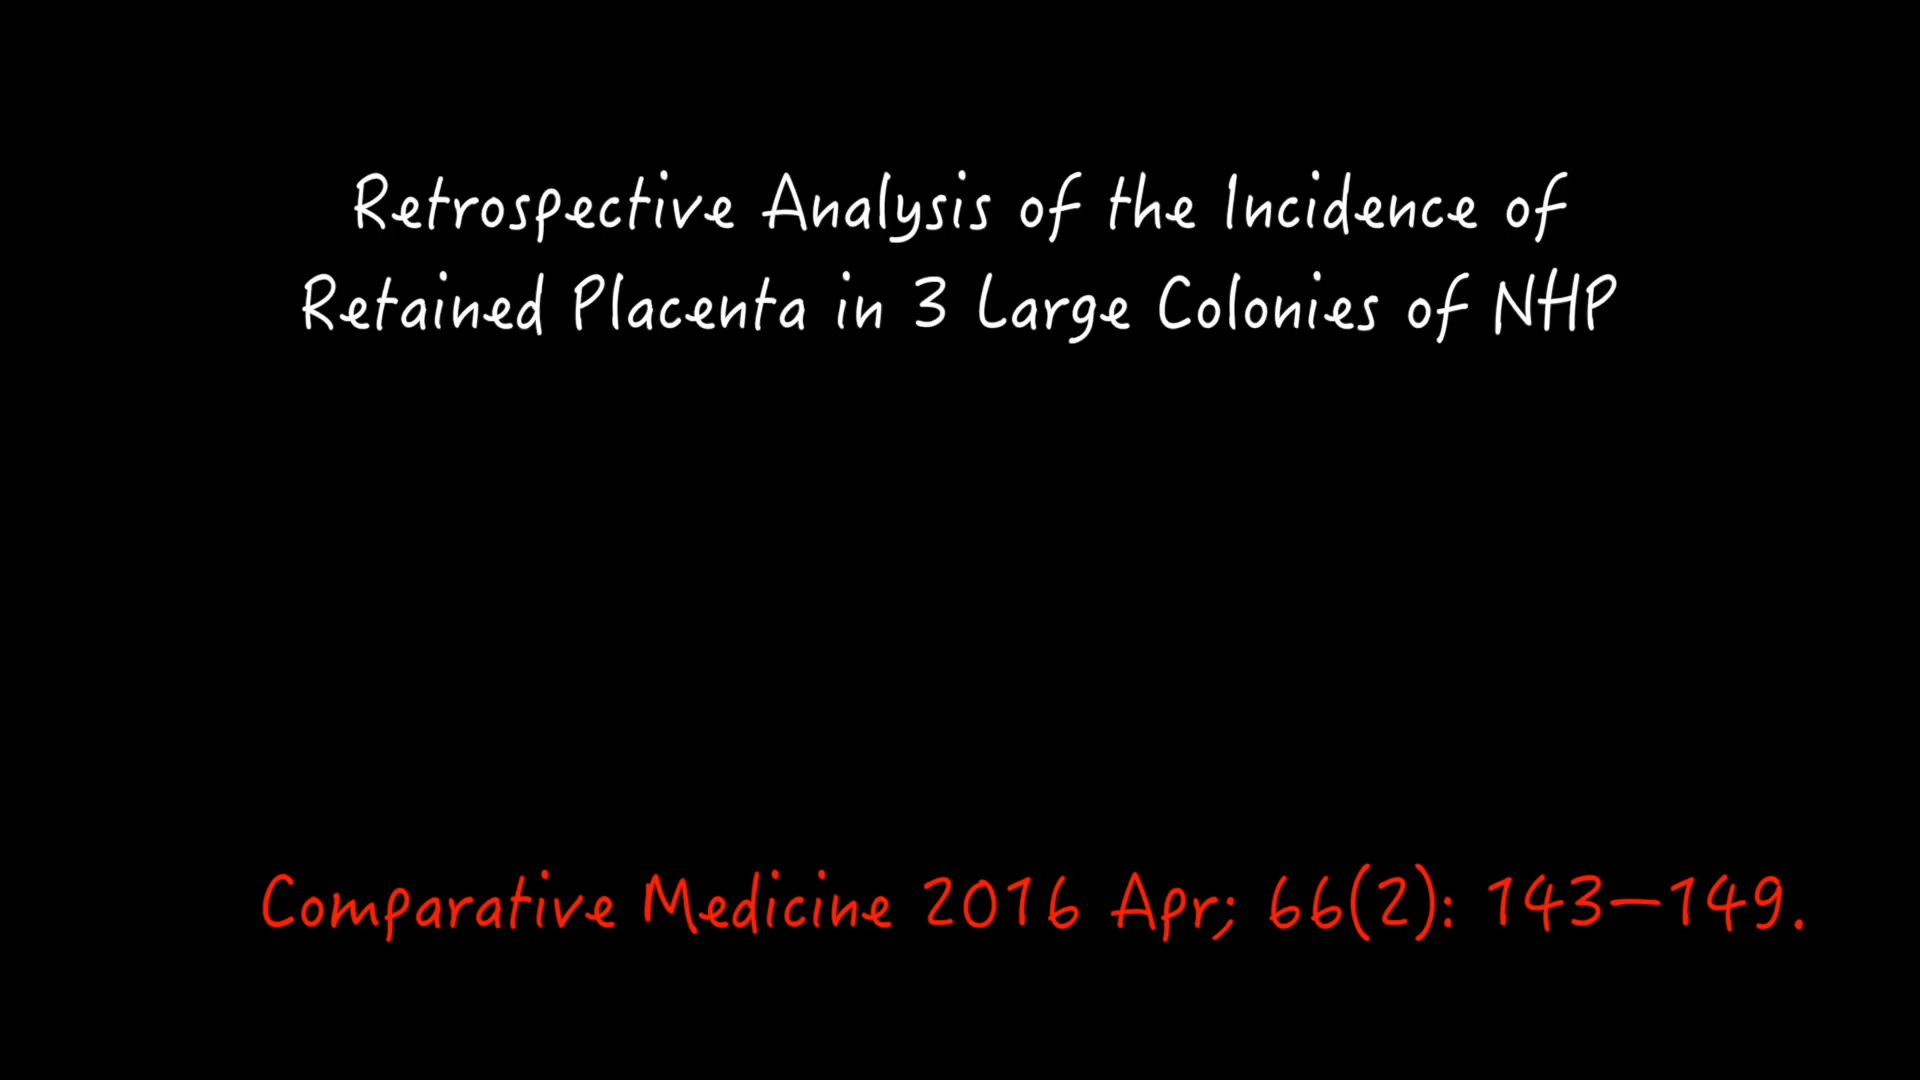 Retrospective Analysis of the Incidence of
Retained Placenta in 3 Large Colonies of NHP
Comparative Medicine 2016 Apr; 66(2): 143–149.